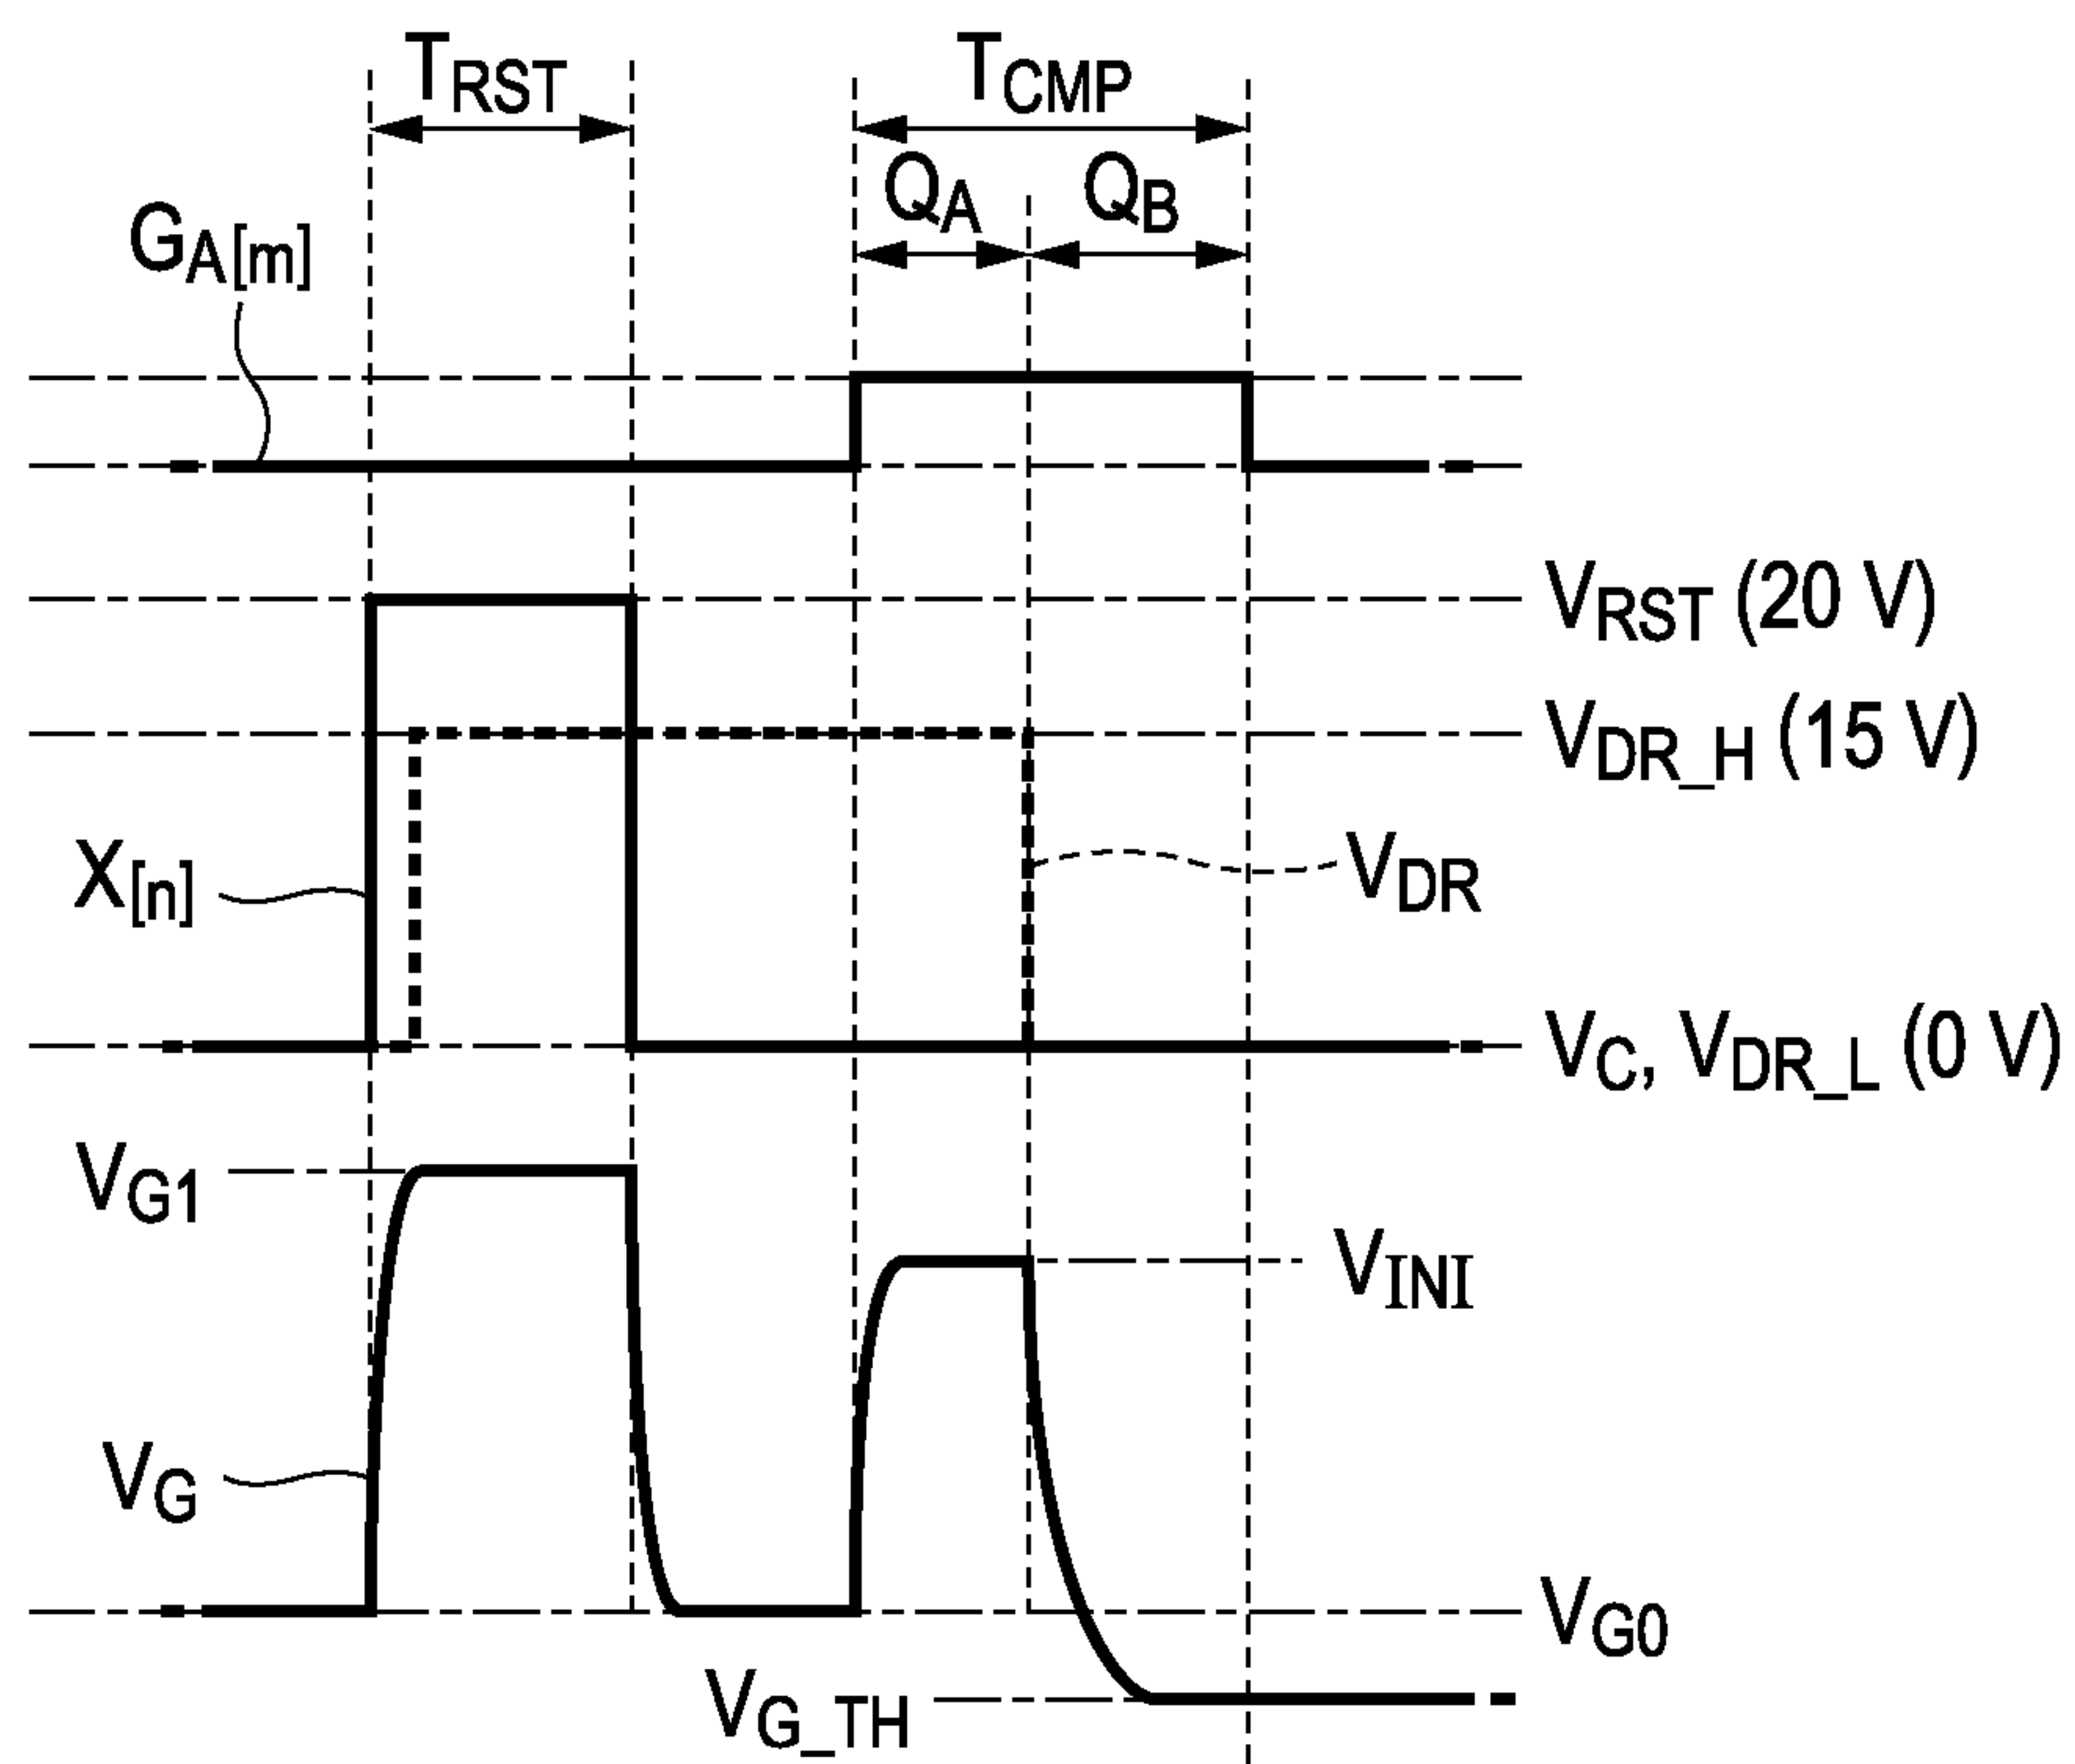 TRST
TCMP
QA QB
GA[m]
VRST (20 V)
VDR_H (15 V)
X[n]
VDR
VC, VDR_L (0 V)
VG1
VINI
VG
VG0
VG_TH